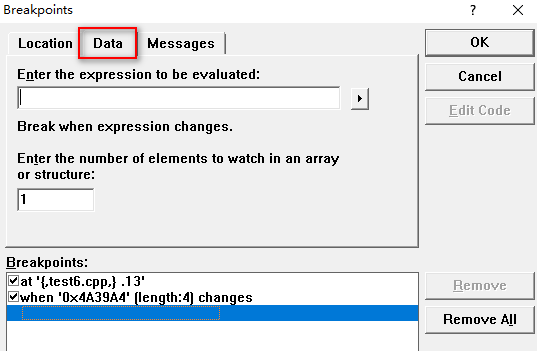 Breakpoints
Location Data Messages
OK
Enter the expression to be evaluated:
Cancel
Edit Code
Break when expression changes.
Enter the number of elements to watch in an array
or structure:
1
Breakpoints:
at '{,test6.cpp,} .13'
when '0x4A39A4' (length:4) changes
Remove
Remove All